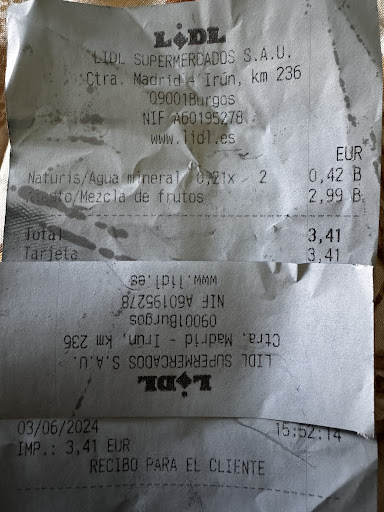 LIDL
LIDL SUPERMERCADOS S.A.U.
Ctra. Madrid - Irún, km 236
09001Burgos
NIF A60195278
www.lidl.es
EUR
Naturis/Agua mineral 0,21x 2 0,42 B
/Mezcla de frutos 2,99 B
Total 3,41
Tarjeta 3,41
www.lidl.es
NIF A60195278
09001Burgos
Ctra. Madrid - Irún, km 236
LIDL SUPERMERCADOS S.A.U.
LIDL
03/06/2024 15:52:14
IMP.: 3,41 EUR
RECIBO PARA EL CLIENTE